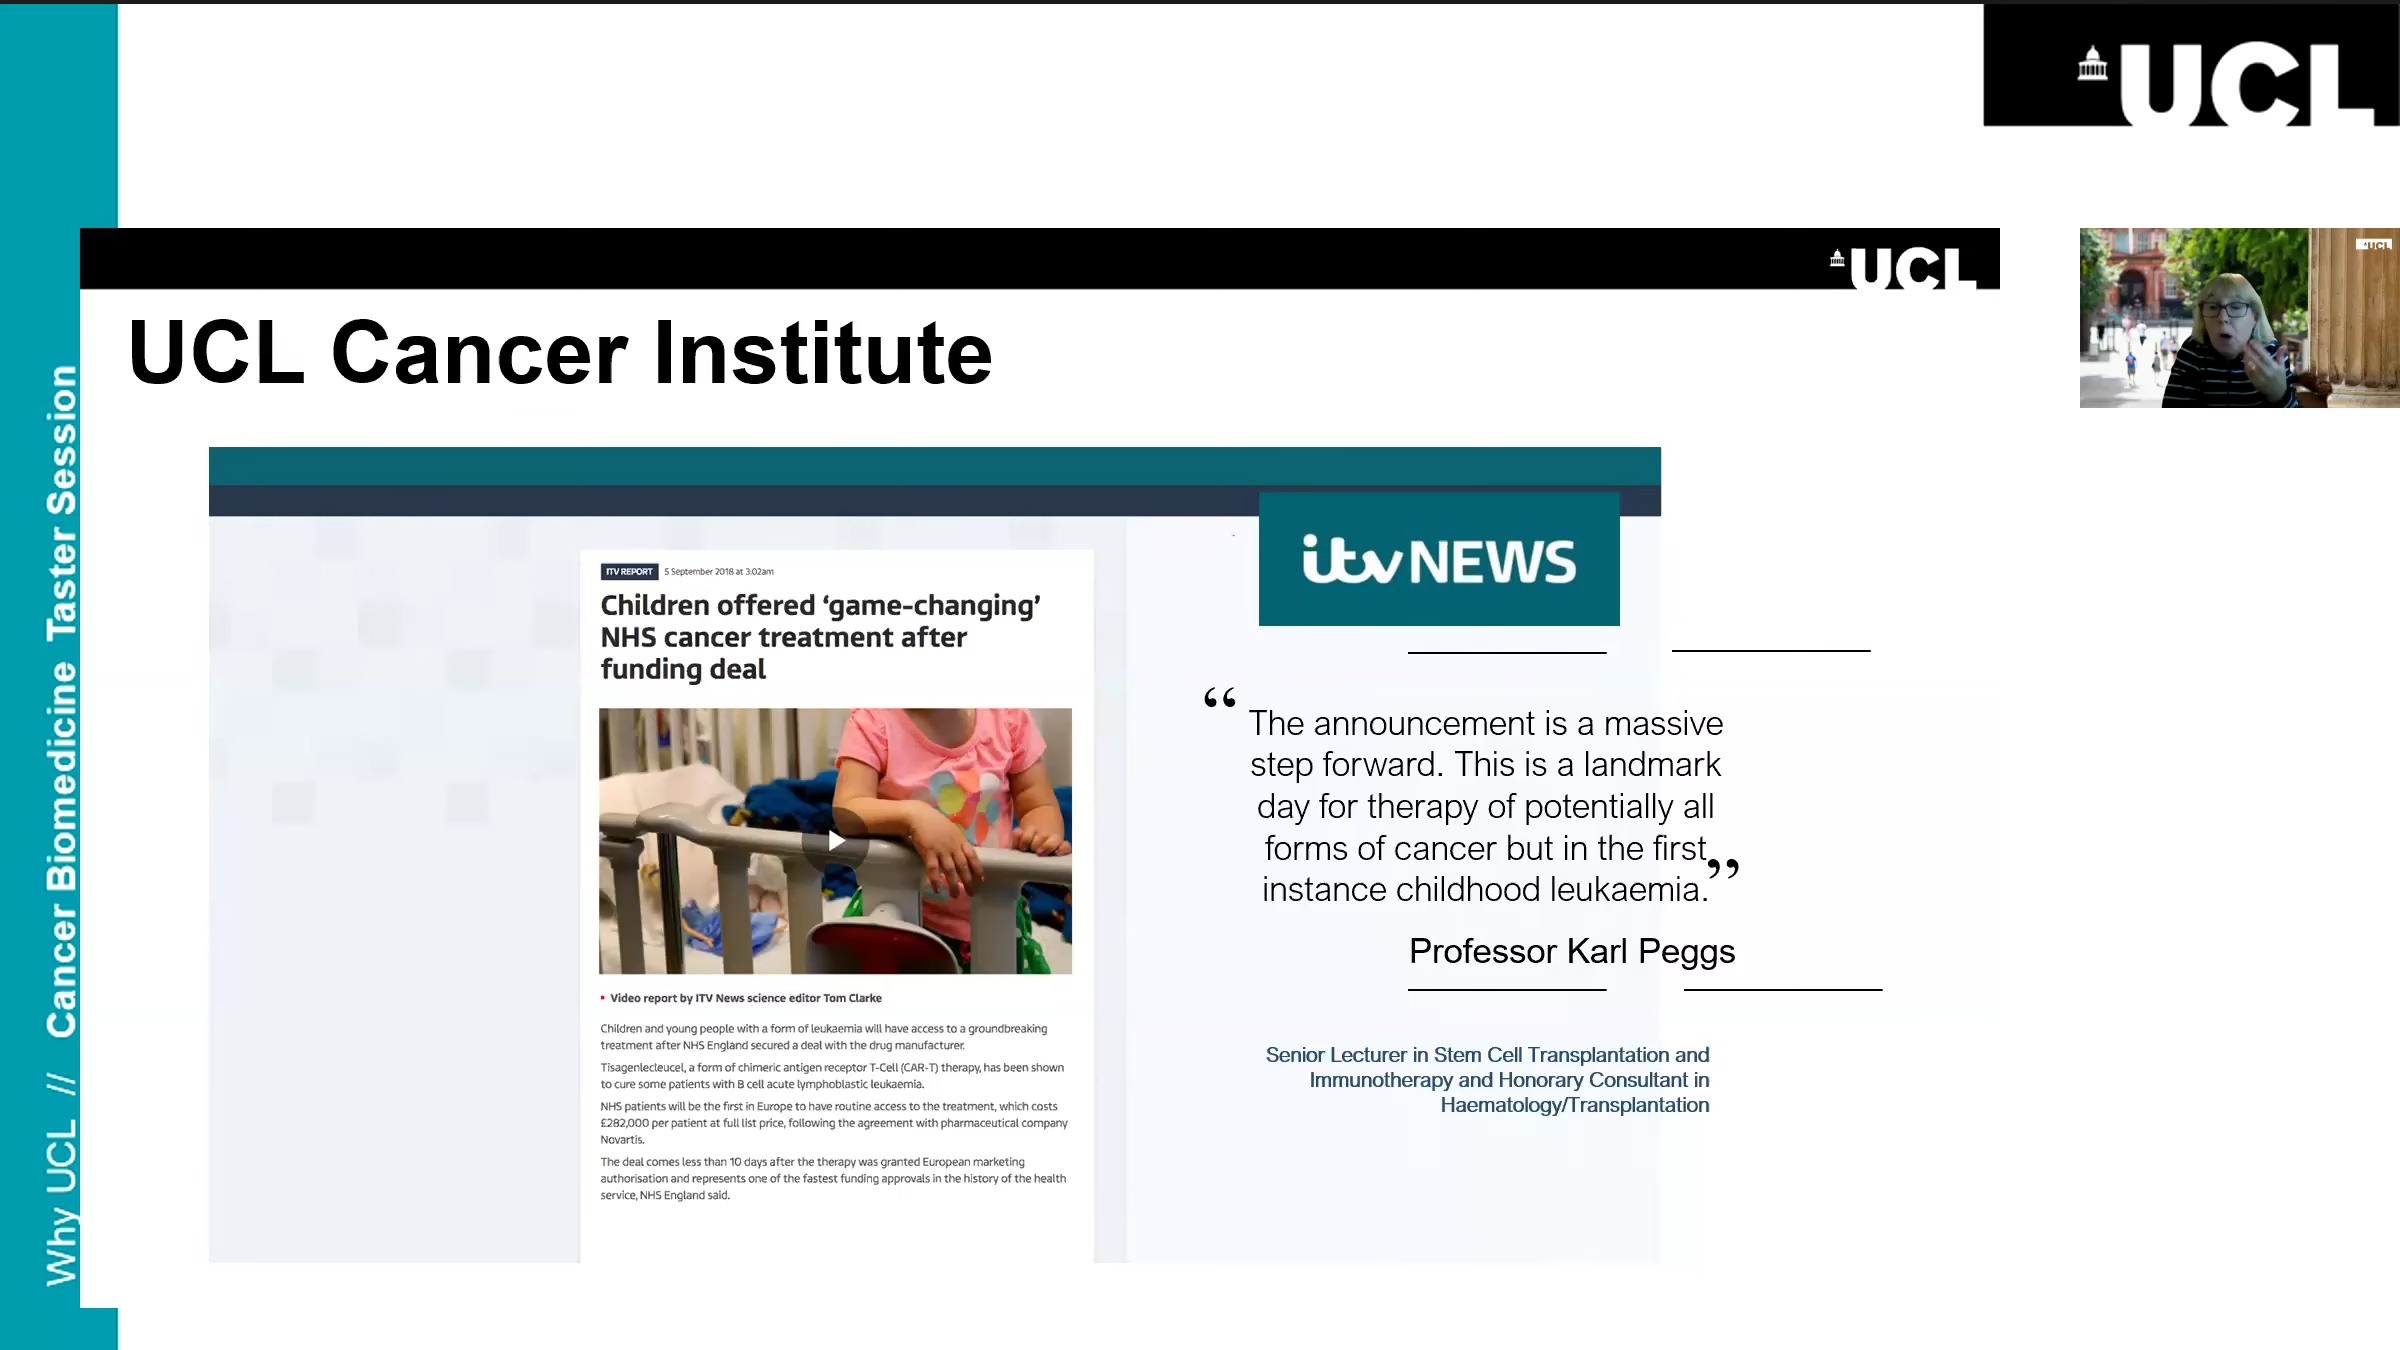 UCL
UCL
UCL
UCL Cancer Institute
Why UCL // Cancer Biomedicine Taster Session
itv NEWS
ITV REPORT 5 September 2018 at 3:02am
Children offered ‘game-changing’
NHS cancer treatment after
funding deal
• Video report by ITV News science editor Tom Clarke
Children and young people with a form of leukaemia will have access to a groundbreaking
treatment after NHS England secured a deal with the drug manufacturer.
Tisagenlecleucel, a form of chimeric antigen receptor T-Cell (CAR-T) therapy, has been shown
to cure some patients with B cell acute lymphoblastic leukaemia.
NHS patients will be the first in Europe to have routine access to the treatment, which costs
£282,000 per patient at full list price, following the agreement with pharmaceutical company
Novartis.
The deal comes less than 10 days after the therapy was granted European marketing
authorisation and represents one of the fastest funding approvals in the history of the health
service, NHS England said.
“The announcement is a massive
step forward. This is a landmark
day for therapy of potentially all
forms of cancer but in the first
instance childhood leukaemia.”
Professor Karl Peggs
Senior Lecturer in Stem Cell Transplantation and
Immunotherapy and Honorary Consultant in
Haematology/Transplantation